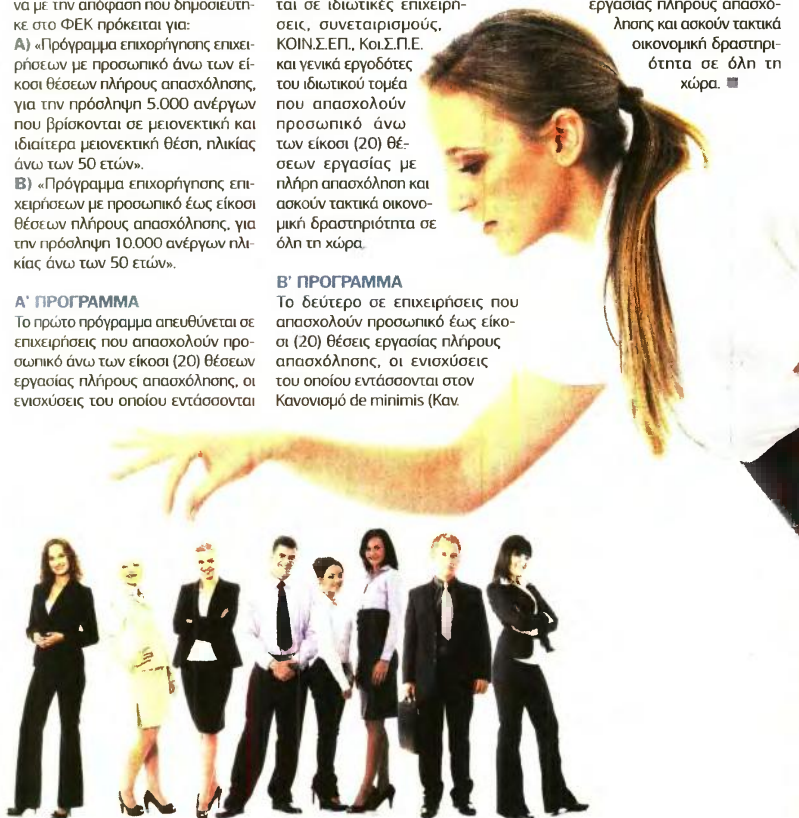 να με την απόφαση που δημοσιεύτη-
κε στο ΦΕΚ πρόκειται για:
Α) «Πρόγραμμα επιχορήγησης επιχει-
ρήσεων με προσωπικό άνω των εί-
κοσι θέσεων πλήρους απασχόλησης,
για την πρόσληψη 5.000 ανέργων
που βρίσκονται σε μειονεκτική και
ιδιαίτερα μειονεκτική θέση, ηλικίας
άνω των 50 ετών».
Β) «Πρόγραμμα επιχορήγησης επι-
χειρήσεων με προσωπικό έως είκοσι
θέσεων πλήρους απασχόλησης, για
την πρόσληψη 10.000 ανέργων ηλι-
κίας άνω των 50 ετών».
Α' ΠΡΟΓΡΑΜΜΑ
Το πρώτο πρόγραμμα απευθύνεται σε
επιχειρήσεις που απασχολούν προ-
σωπικό άνω των είκοσι (20) θέσεων
εργασίας πλήρους απασχόλησης, οι
ενισχύσεις του οποίου εντάσσονται
ται σε ιδιωτικές επιχειρή-
σεις, συνεταιρισμούς,
ΚΟΙΝ.Σ.ΕΠ., Κοι.Σ.Π.Ε.
και γενικά εργοδότες
του ιδιωτικού τομέα
που απασχολούν
προσωπικό άνω
των είκοσι (20) θέ-
σεων εργασίας με
πλήρη απασχόληση και
ασκούν τακτικά οικονο-
μική δραστηριότητα σε
όλη τη χώρα.
Β' ΠΡΟΓΡΑΜΜΑ
Το δεύτερο σε επιχειρήσεις που
απασχολούν προσωπικό έως είκο-
σι (20) θέσεις εργασίας πλήρους
απασχόλησης, οι ενισχύσεις
του οποίου εντάσσονται στον
Κανονισμό de minimis (Καν.
εργασίας πλήρους απασχό-
λησης και ασκούν τακτικά
οικονομική δραστηρι-
ότητα σε όλη τη
χώρα.